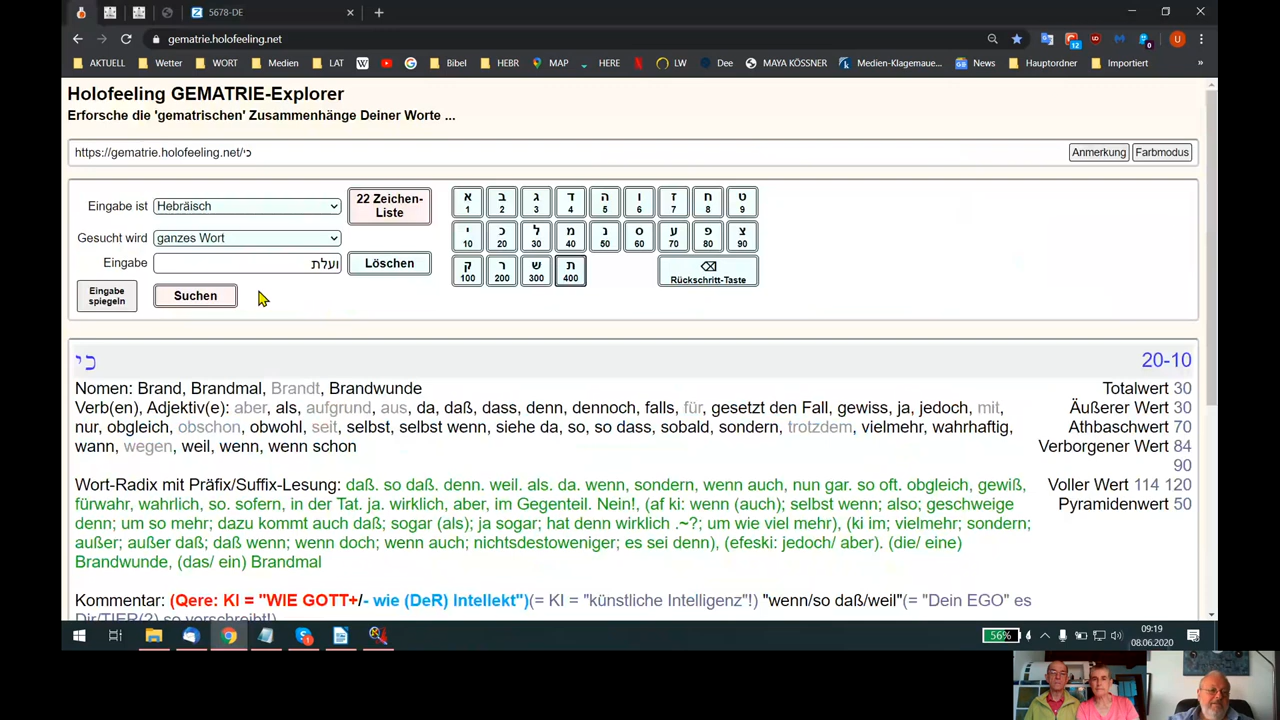 5678-DE
gematrie.holofeeling.net
AKTUELL Wetter WORT Medien LAT Bibel HEBR MAP HERE LW Dee MAYA KÖSSNER Medien-Klagemaue... News Hauptordner Importiert »
Holofeeling GEMATRIE-Explorer
Erforsche die 'gematrischen' Zusammenhänge Deiner Worte ...
https://gematrie.holofeeling.net/כי Anmerkung Farbmodus
Eingabe ist Hebräisch 22 Zeichen-Liste
Gesucht wird ganzes Wort
Eingabe ועלת Löschen
Eingabe spiegeln Suchen
א ב ג ד ה ו ז ח ט
1 2 3 4 5 6 7 8 9
י כ ל מ נ ס ע פ צ
10 20 30 40 50 60 70 80 90
ק ר ש ת
100 200 300 400 Rückschritt-Taste
כי 20-10
Nomen: Brand, Brandmal, Brandt, Brandwunde Totalwert 30
Verb(en), Adjektiv(e): aber, als, aufgrund, aus, da, daß, dass, denn, dennoch, falls, für, gesetzt den Fall, gewiss, ja, jedoch, mit, Äußerer Wert 30
nur, obgleich, obschon, obwohl, seit, selbst, selbst wenn, siehe da, so, so dass, sobald, sondern, trotzdem, vielmehr, wahrhaftig, Athbaschwert 70
wann, wegen, weil, wenn, wenn schon Verborgener Wert 84
90
Wort-Radix mit Präfix/Suffix-Lesung: daß. so daß. denn. weil. als. da. wenn, sondern, wenn auch, nun gar. so oft. obgleich, gewiß, Voller Wert 114 120
fürwahr, wahrlich, so. sofern, in der Tat. ja. wirklich, aber, im Gegenteil. Nein!, (af ki: wenn (auch); selbst wenn; also; geschweige Pyramidenwert 50
denn; um so mehr; dazu kommt auch daß; sogar (als); ja sogar; hat denn wirklich .~?; um wie viel mehr), (ki im; vielmehr; sondern;
außer; außer daß; daß wenn; wenn doch; wenn auch; nichtsdestoweniger; es sei denn), (efeski: jedoch/ aber). (die/ eine)
Brandwunde, (das/ ein) Brandmal
Kommentar: (Qere: KI = "WIE GOTT+/- wie (DeR) Intellekt")(= KI = "künstliche Intelligenz"!) "wenn/so daß/weil"(= "Dein EGO" es
Dir/TIER(?) so vorschreibt!)
56% 09:19
08.06.2020